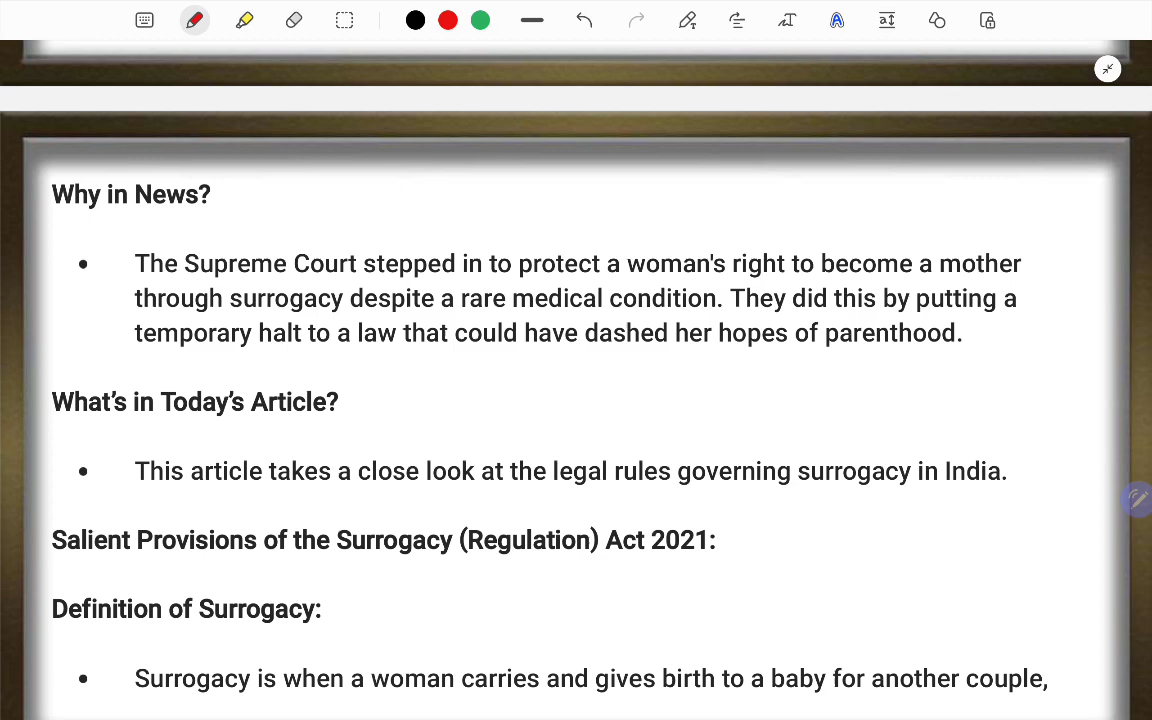 Why in News?
• The Supreme Court stepped in to protect a woman's right to become a mother
through surrogacy despite a rare medical condition. They did this by putting a
temporary halt to a law that could have dashed her hopes of parenthood.
What’s in Today’s Article?
• This article takes a close look at the legal rules governing surrogacy in India.
Salient Provisions of the Surrogacy (Regulation) Act 2021:
Definition of Surrogacy:
• Surrogacy is when a woman carries and gives birth to a baby for another couple,